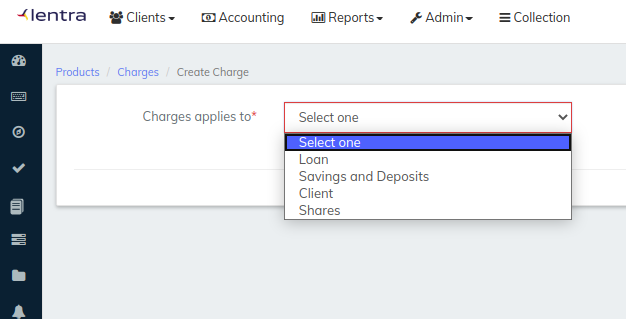 lentra Clients Accounting Reports Admin Collection
Products / Charges / Create Charge
Charges applies to* Select one
Select one
Loan
Savings and Deposits
Client
Shares